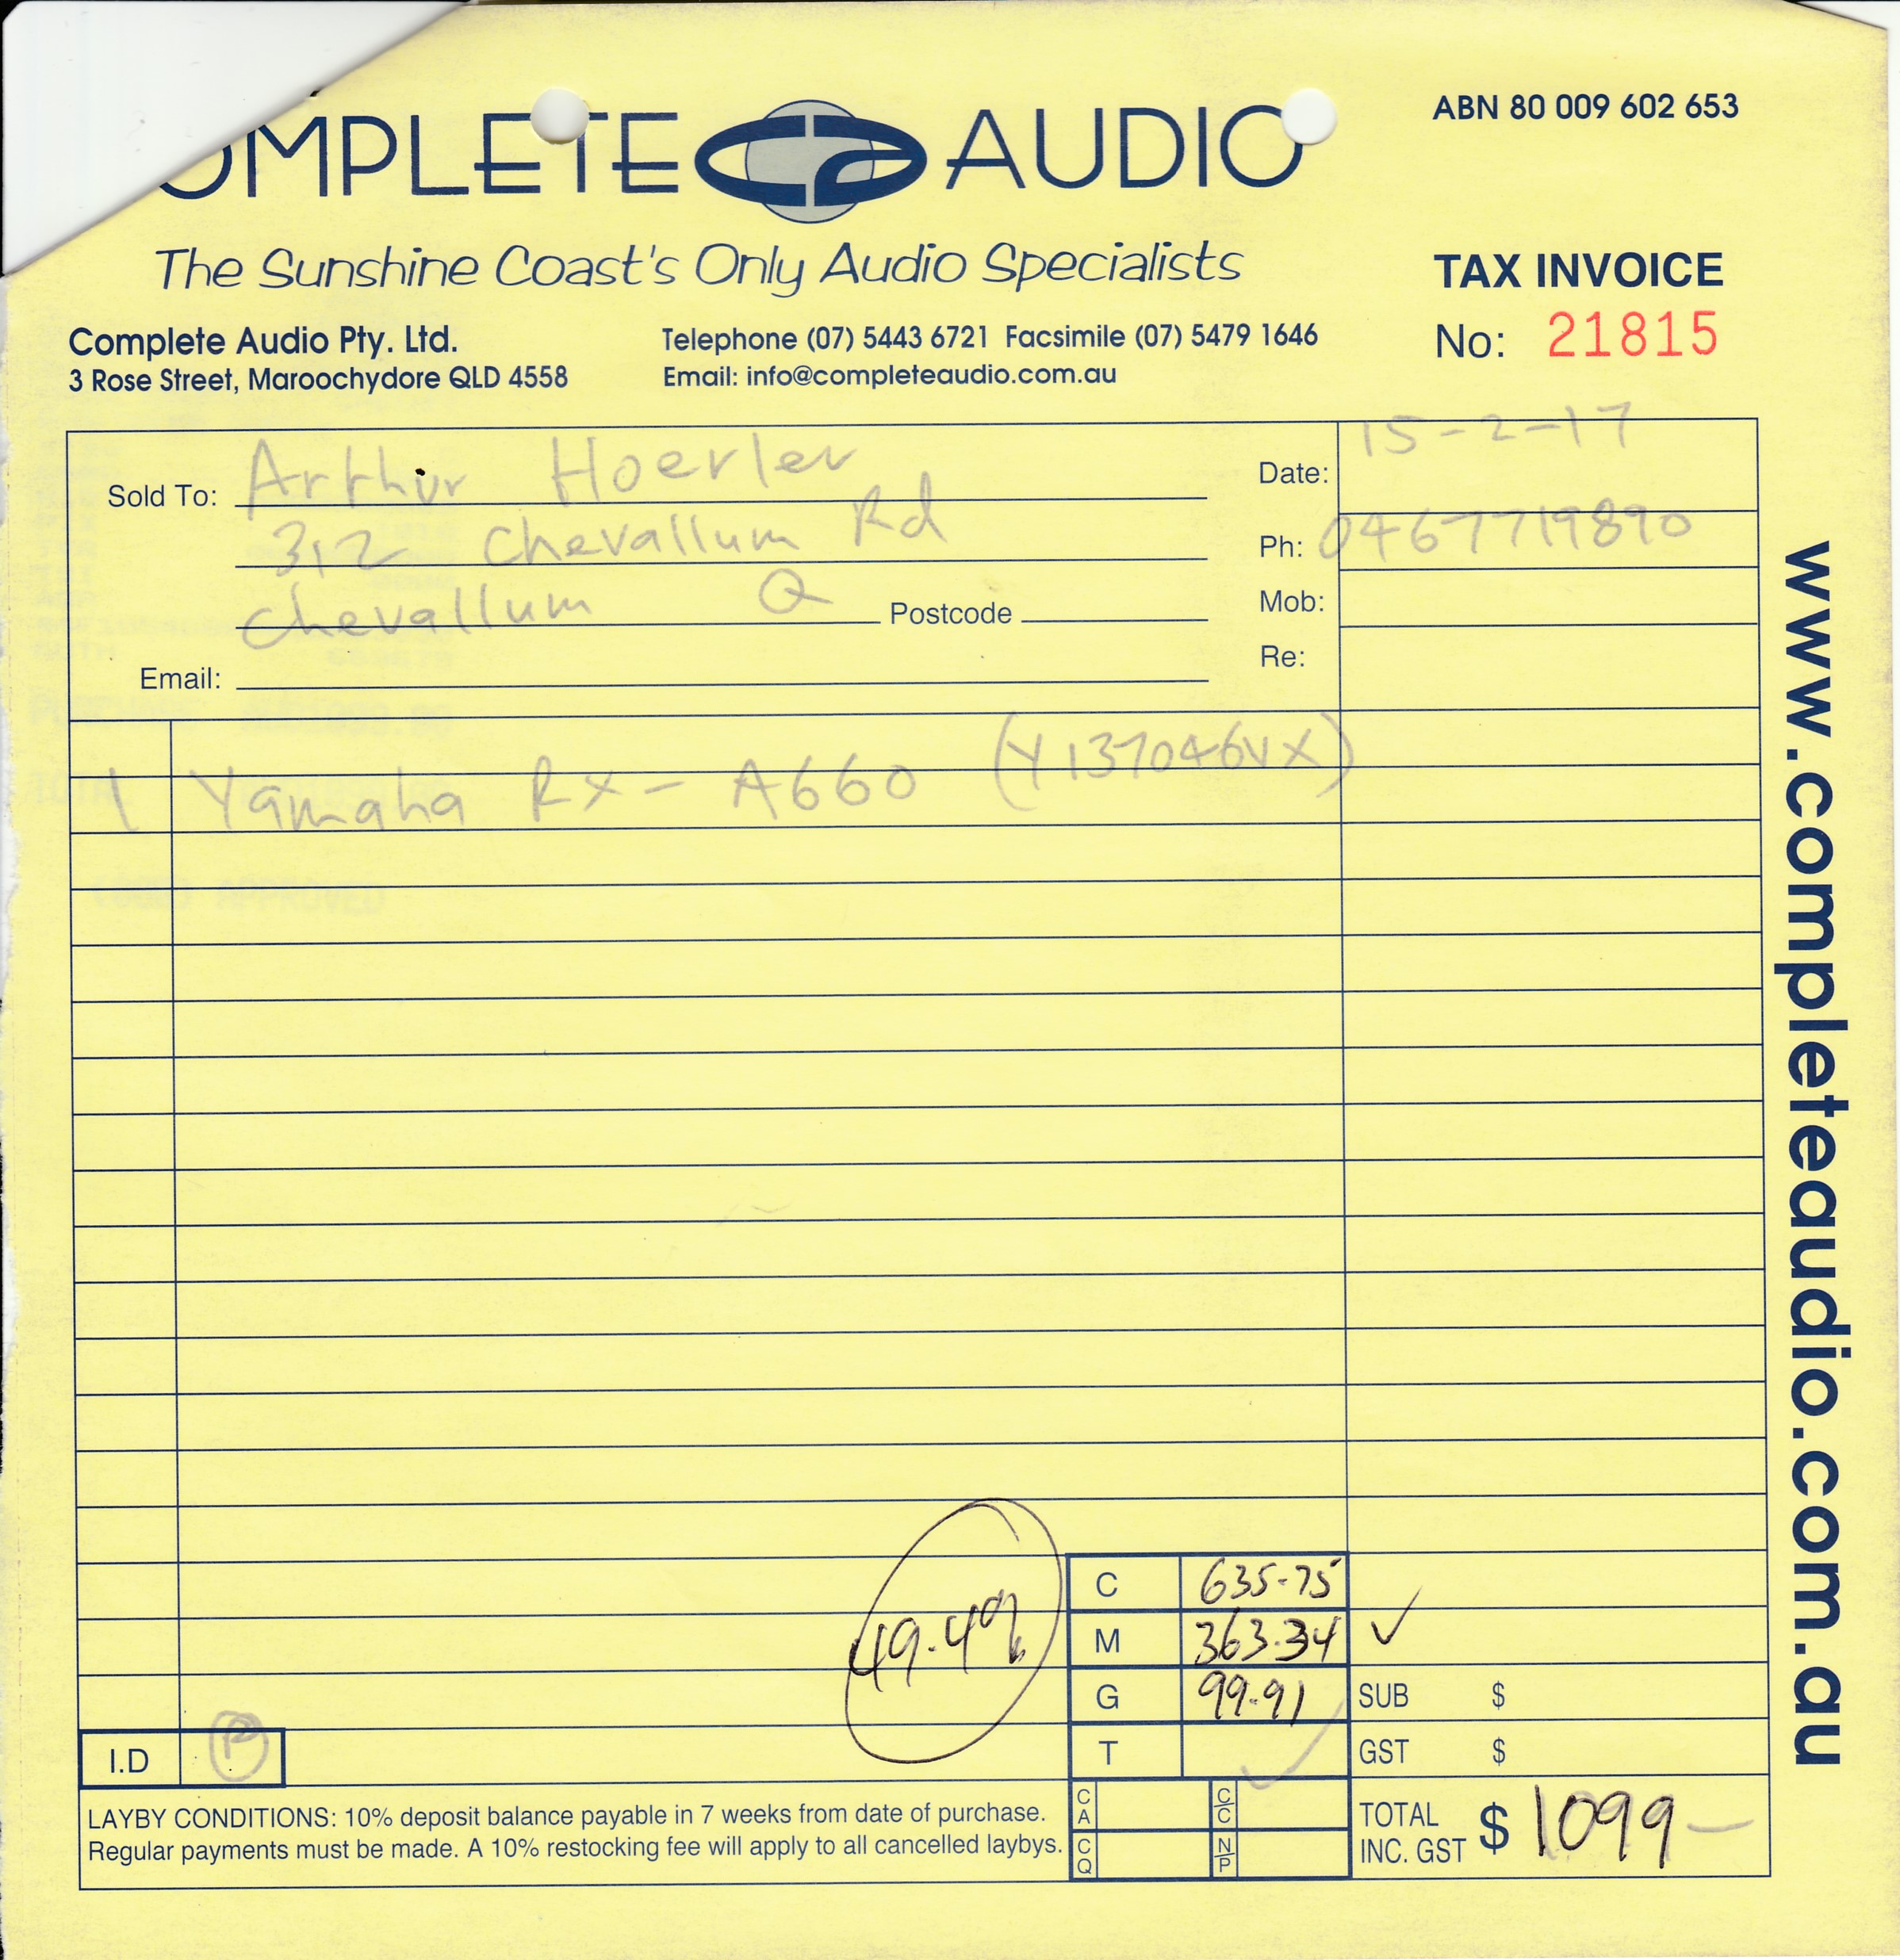 OMPLETE AUDIO
ABN 80 009 602 653
The Sunshine Coast's Only Audio Specialists
TAX INVOICE
No: 21815
Complete Audio Pty. Ltd.
3 Rose Street, Maroochydore QLD 4558
Telephone (07) 5443 6721 Facsimile (07) 5479 1646
Email: info@completeaudio.com.au
Sold To: Arthur Hoerler
312 Chevallum Rd
Chevallum Q Postcode
Email:
Date: 15-2-17
Ph: 0467719890
Mob:
Re:
1 Yamaha RX-A660 (Y137046VX)
www.completeaudio.com.au
49.4%
C 635-75
M 363.34 ✓
G 99.91
T
SUB $
GST $
I.D P
LAYBY CONDITIONS: 10% deposit balance payable in 7 weeks from date of purchase.
Regular payments must be made. A 10% restocking fee will apply to all cancelled laybys.
CA
C/C
CQ
N/P
TOTAL
INC. GST $ 1099-